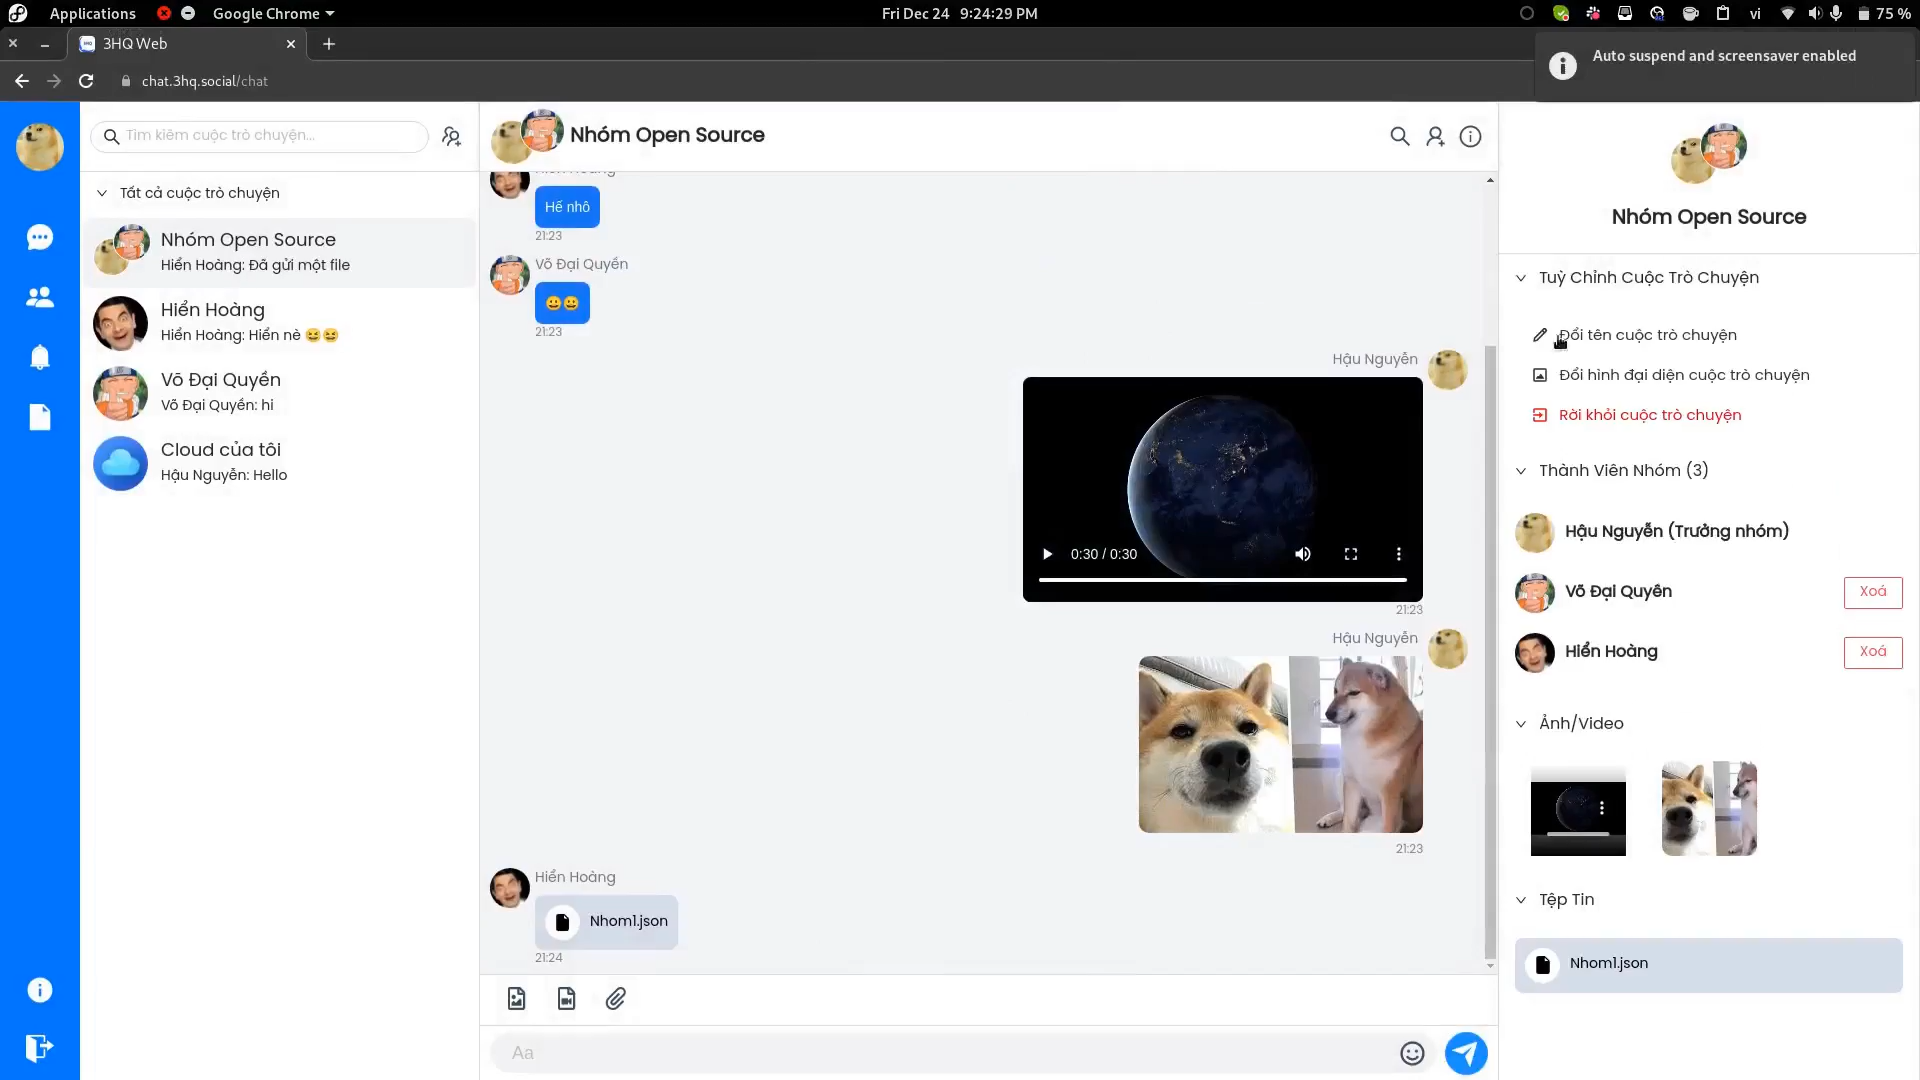 Applications
Google Chrome
Fri Dec 24 9:24:29 PM
vi
75 %
3HQ Web
Auto suspend and screensaver enabled
chat.3hq.social/chat
Tìm kiếm cuộc trò chuyện...
Tất cả cuộc trò chuyện
Nhóm Open Source
Hiển Hoàng: Đã gửi một file
Hiển Hoàng
Hiển Hoàng: Hiển nè 😆😆
Võ Đại Quyền
Võ Đại Quyền: hi
Cloud của tôi
Hậu Nguyễn: Hello
Nhóm Open Source
Hiển Hoàng
Hế nhô
21:23
Võ Đại Quyền
😀😀
21:23
Hậu Nguyễn
0:30 / 0:30
21:23
Hậu Nguyễn
21:23
Hiển Hoàng
Nhom1.json
21:24
Aa
Nhóm Open Source
Tuỳ Chỉnh Cuộc Trò Chuyện
Đổi tên cuộc trò chuyện
Đổi hình đại diện cuộc trò chuyện
Rời khỏi cuộc trò chuyện
Thành Viên Nhóm (3)
Hậu Nguyễn (Trưởng nhóm)
Võ Đại Quyền
Xoá
Hiển Hoàng
Xoá
Ảnh/Video
Tệp Tin
Nhom1.json